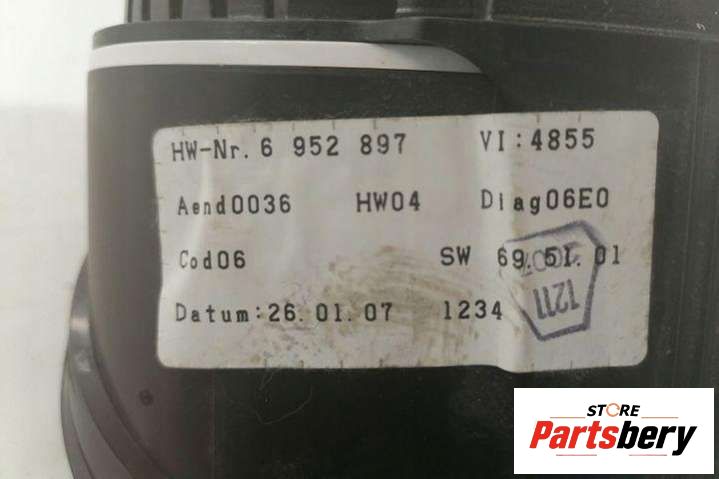 HW-Nr. 6 952 897 VI:4855
Aend0036 HW04 Diag06E0
Cod06 SW 69.51.01
Datum:26.01.07 1234
1211
STORE
Partsbery